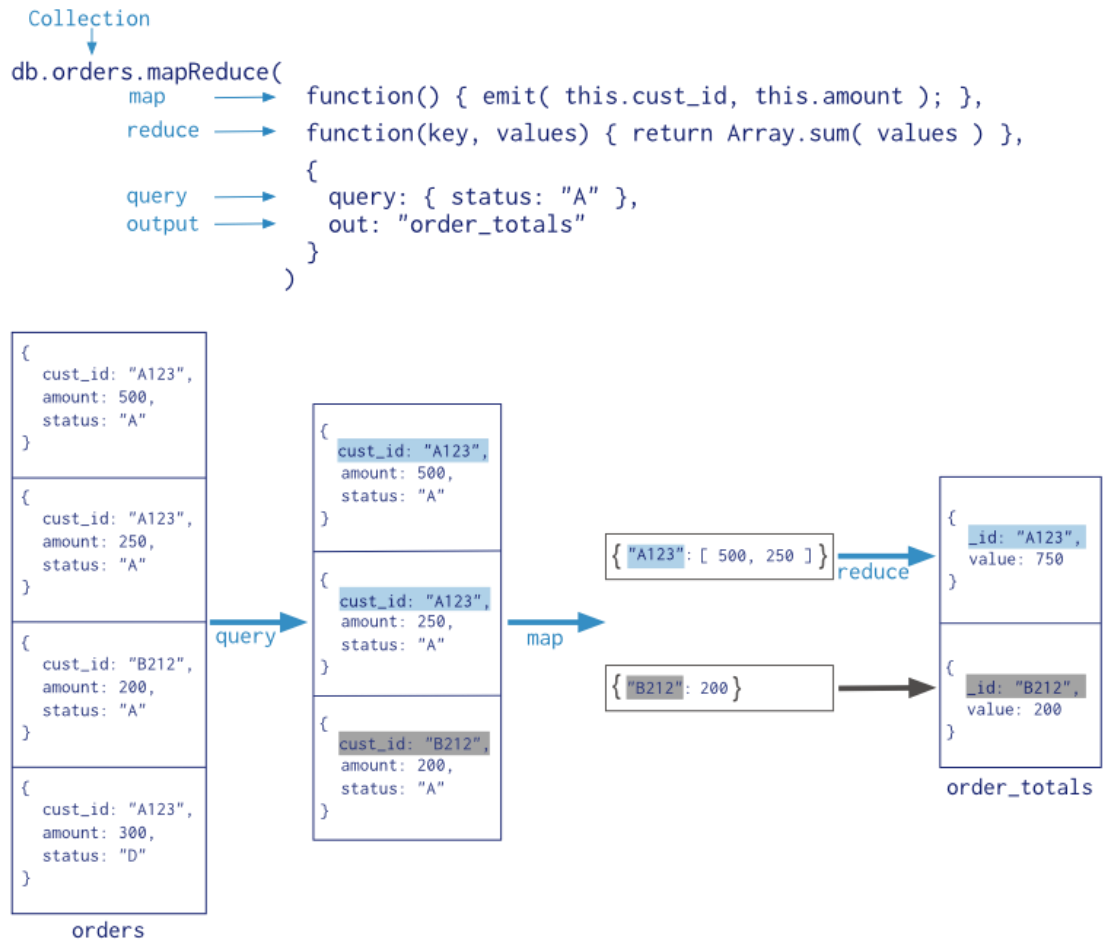 Collection
db.orders.mapReduce(
map function() { emit( this.cust_id, this.amount ); },
reduce function(key, values) { return Array.sum( values ) },
{
query query: { status: "A" },
output out: "order_totals"
}
)
{
cust_id: "A123",
amount: 500,
status: "A"
}
{
cust_id: "A123",
amount: 250,
status: "A"
}
{
cust_id: "B212",
amount: 200,
status: "A"
}
{
cust_id: "A123",
amount: 300,
status: "D"
}
orders
query
{
cust_id: "A123",
amount: 500,
status: "A"
}
{
cust_id: "A123",
amount: 250,
status: "A"
}
{
cust_id: "B212",
amount: 200,
status: "A"
}
map
{ "A123": [ 500, 250 ] }
{ "B212": 200 }
reduce
{
_id: "A123",
value: 750
}
{
_id: "B212",
value: 200
}
order_totals